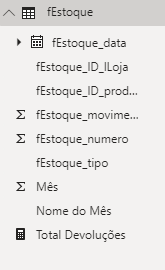 fEstoque
fEstoque_data
fEstoque_ID_lLoja
fEstoque_ID_prod...
fEstoque_movime...
fEstoque_numero
fEstoque_tipo
Mês
Nome do Mês
Total Devoluções